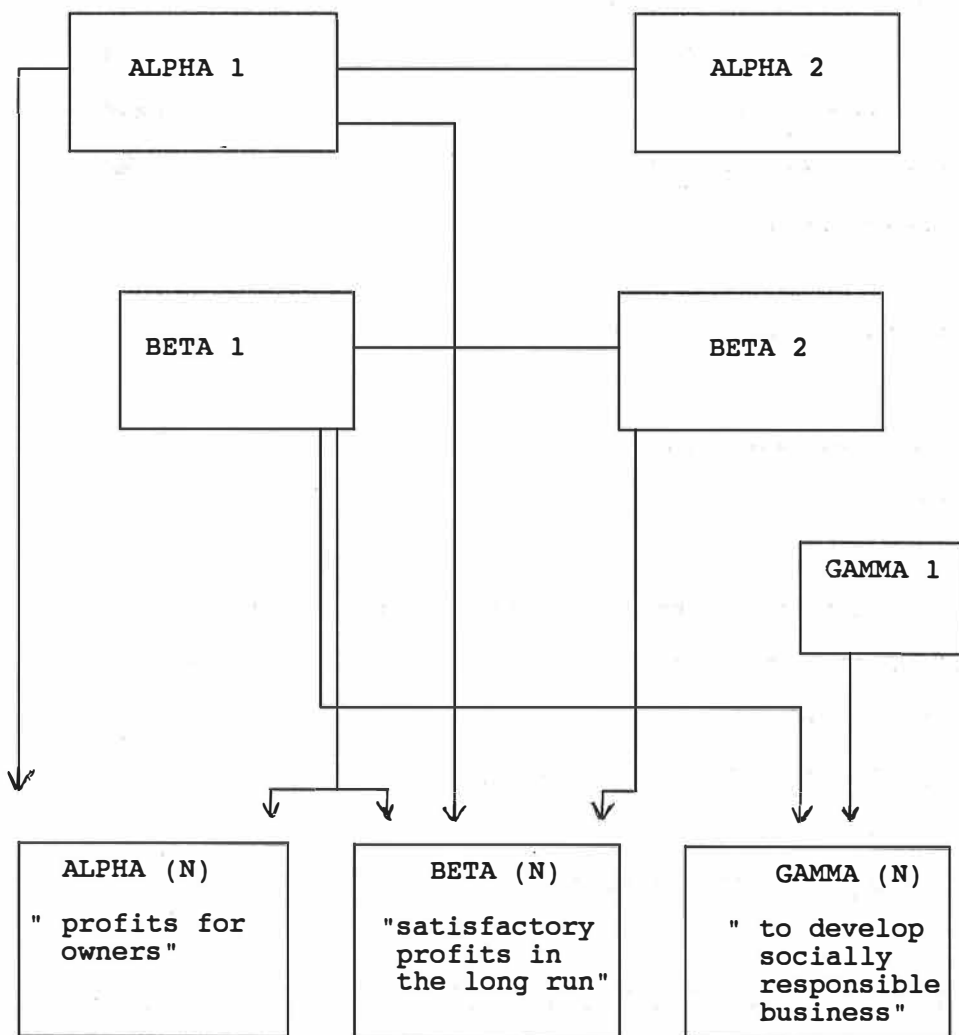 ALPHA 1
ALPHA 2
BETA 1
BETA 2
GAMMA 1
ALPHA (N)
" profits for
owners"
BETA (N)
"satisfactory
profits in
the long run"
GAMMA (N)
" to develop
socially
responsible
business"